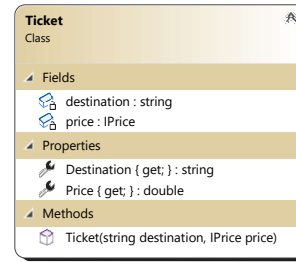 Ticket
Class
Fields
destination : string
price : IPrice
Properties
Destination { get; } : string
Price { get; } : double
Methods
Ticket(string destination, IPrice price)